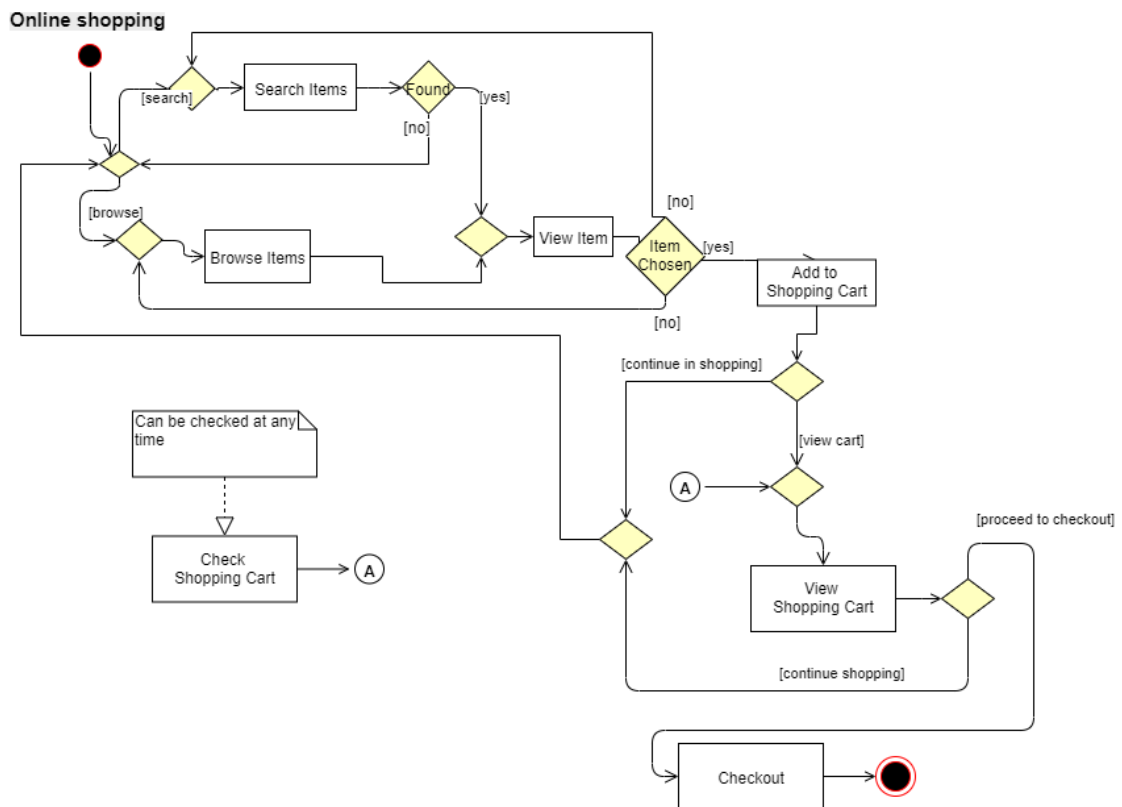 Online shopping
[search]
Search Items
Found
[yes]
[no]
[browse]
Browse Items
View Item
[no]
Item
Chosen
[yes]
[no]
Add to
Shopping Cart
[continue in shopping]
[view cart]
A
Can be checked at any
time
Check
Shopping Cart
A
[proceed to checkout]
View
Shopping Cart
[continue shopping]
Checkout